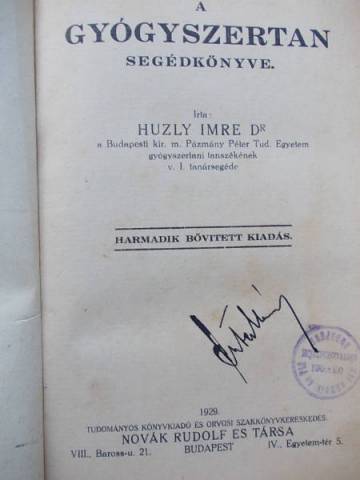 A
GYÓGYSZERTAN
SEGÉDKÖNYVE.
Irta:
HUZLY IMRE DR
a Budapesti kir. m. Pázmány Péter Tud. Egyetem
gyógyszertani tanszékének
v. I. tanársegéde
HARMADIK BŐVITETT KIADÁS.
1929.
TUDOMÁNYOS KÖNYVKIADÓ ÉS ORVOSI SZAKKÖNYVKERESKEDÉS.
NOVÁK RUDOLF ÉS TÁRSA
VIII., Baross-u. 21. BUDAPEST IV., Egyetem-tér 5.